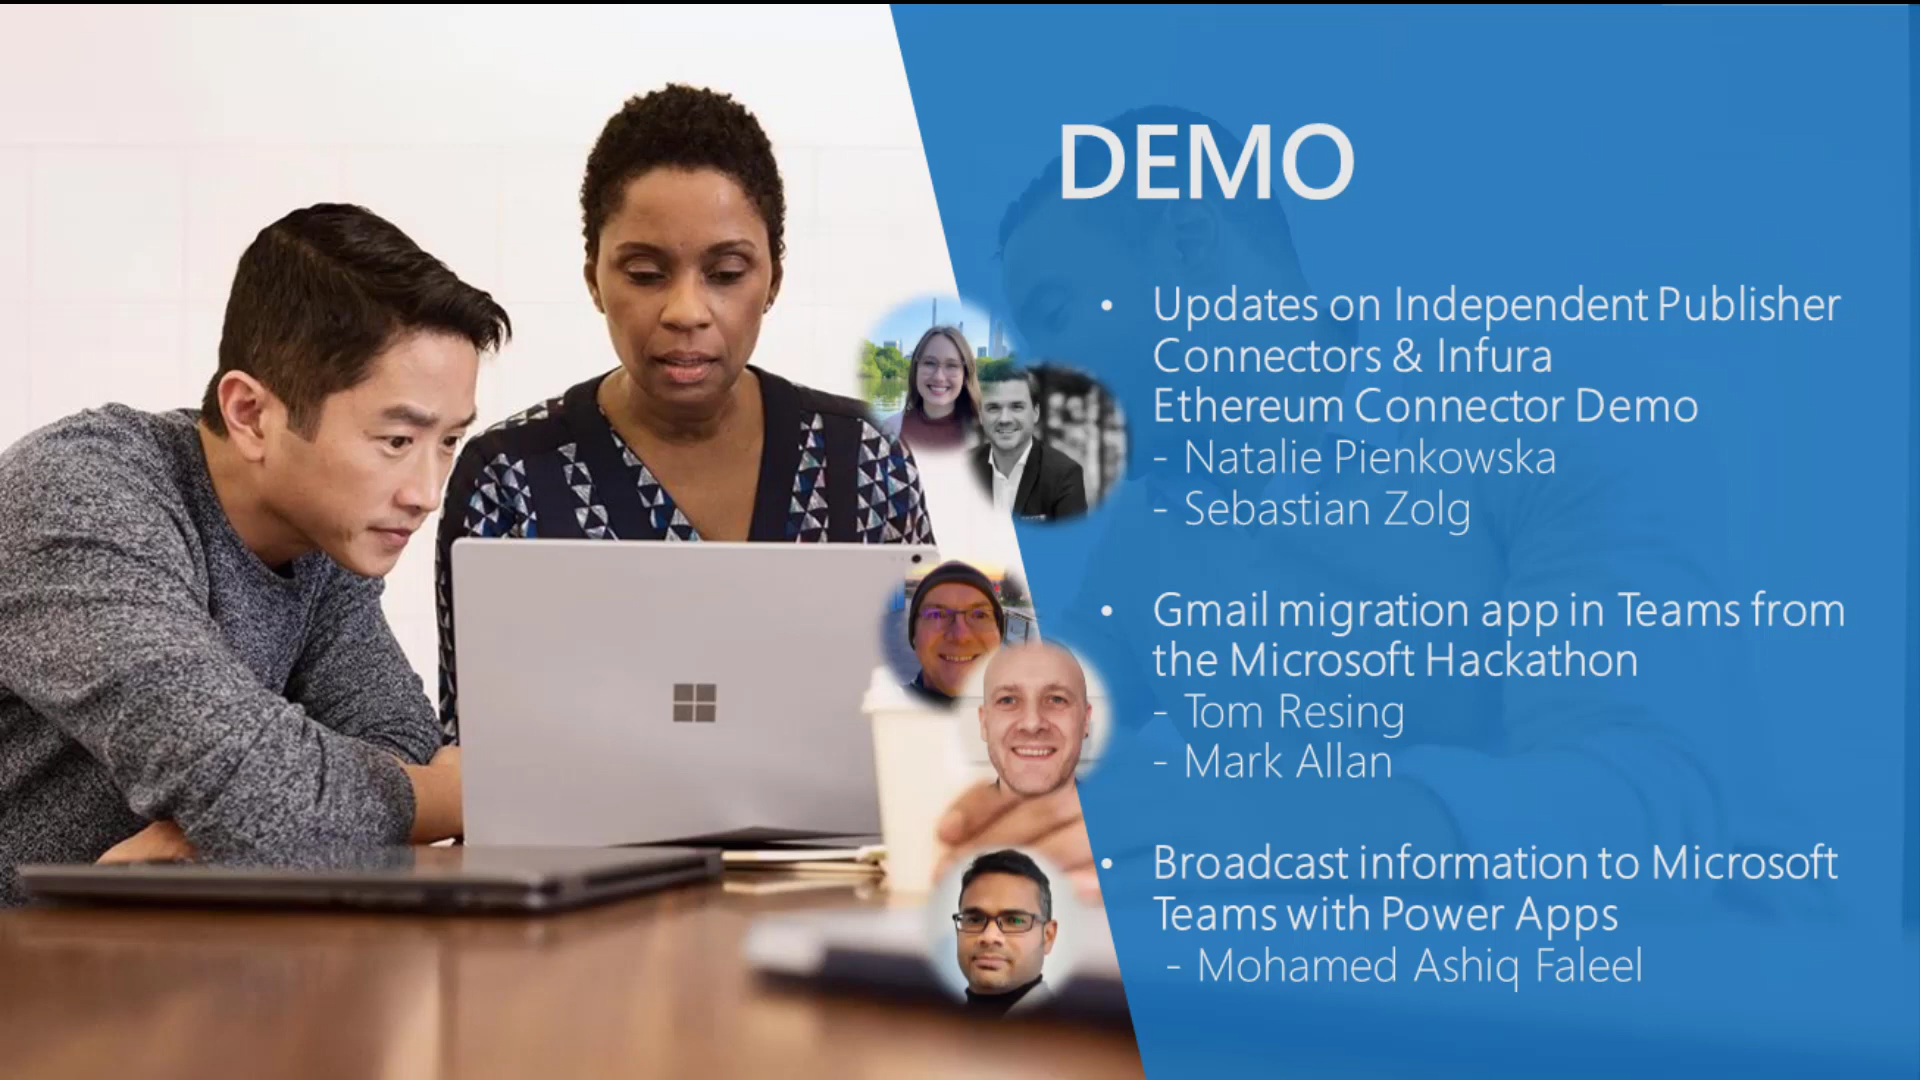 DEMO
• Updates on Independent Publisher
Connectors & Infura
Ethereum Connector Demo
- Natalie Pienkowska
- Sebastian Zolg
• Gmail migration app in Teams from
the Microsoft Hackathon
- Tom Resing
- Mark Allan
• Broadcast information to Microsoft
Teams with Power Apps
- Mohamed Ashiq Faleel